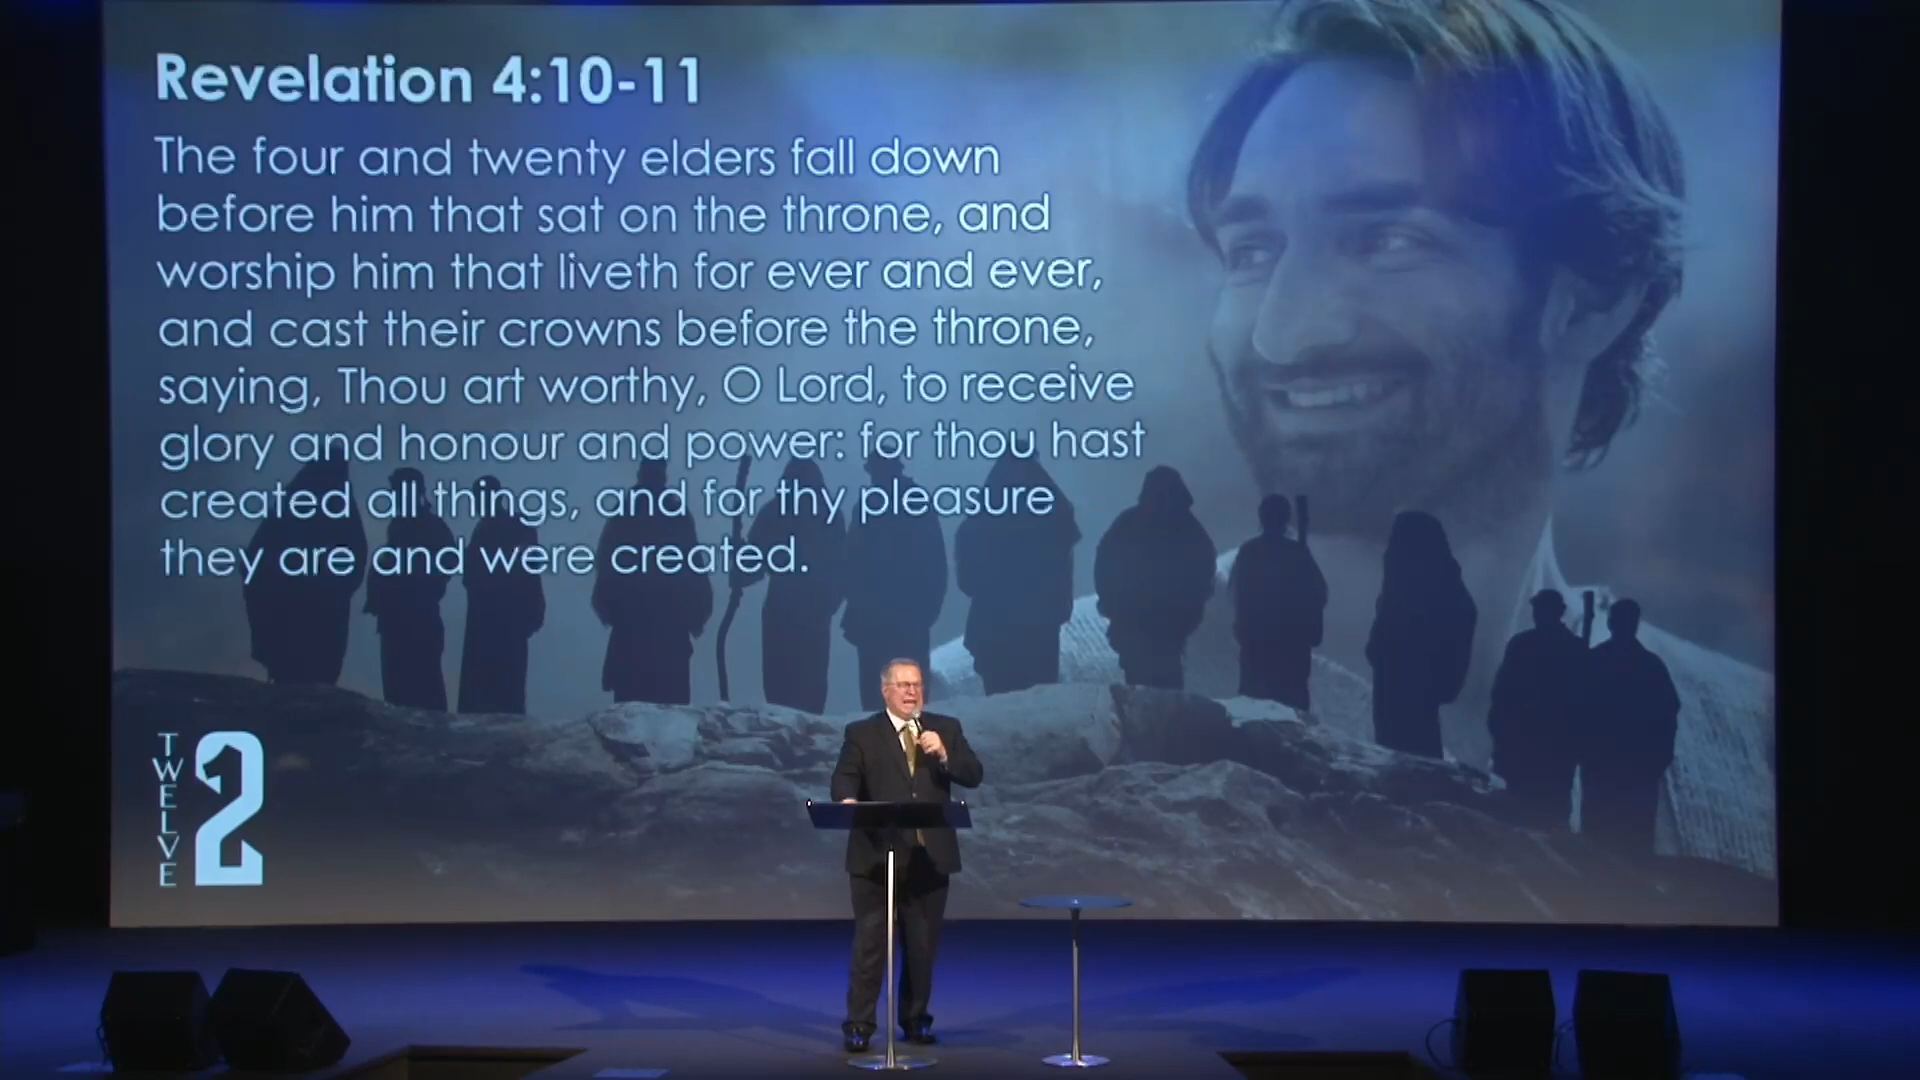 Revelation 4:10-11
The four and twenty elders fall down
before him that sat on the throne, and
worship him that liveth for ever and ever,
and cast their crowns before the throne,
saying, Thou art worthy, O Lord, to receive
glory and honour and power: for thou hast
created all things, and for thy pleasure
they are and were created.
TWELVE
2